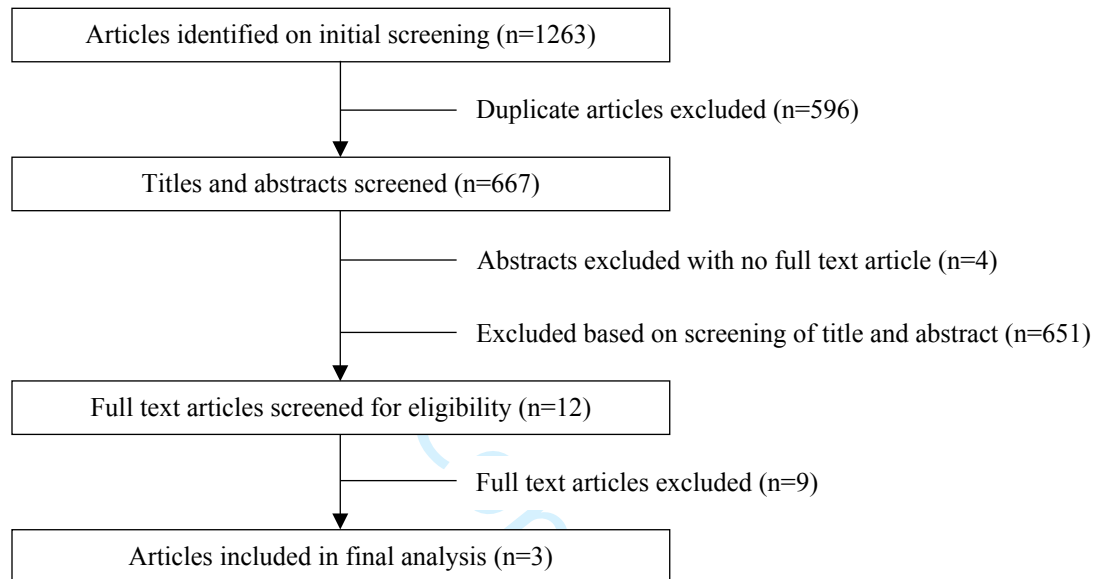 Articles identified on initial screening (n=1263)
Duplicate articles excluded (n=596)
Titles and abstracts screened (n=667)
Abstracts excluded with no full text article (n=4)
Excluded based on screening of title and abstract (n=651)
Full text articles screened for eligibility (n=12)
Full text articles excluded (n=9)
Articles included in final analysis (n=3)